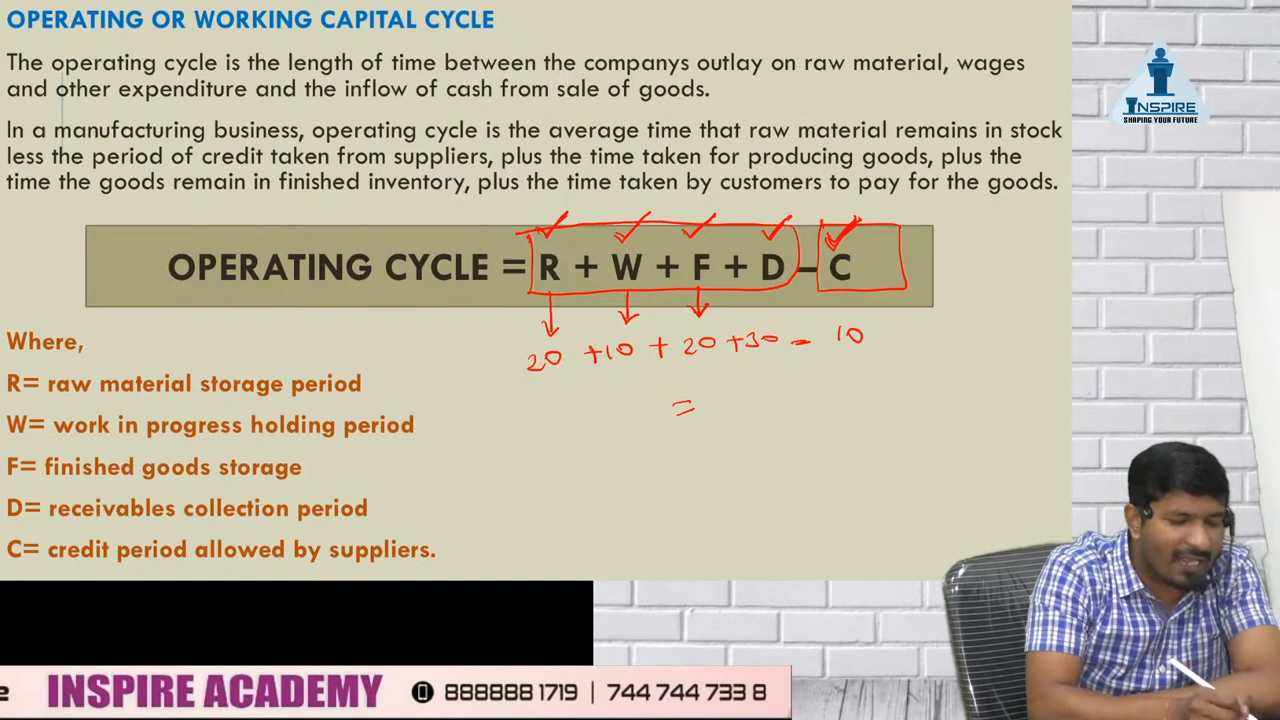 OPERATING OR WORKING CAPITAL CYCLE
The operating cycle is the length of time between the companys outlay on raw material, wages
and other expenditure and the inflow of cash from sale of goods.
In a manufacturing business, operating cycle is the average time that raw material remains in stock
less the period of credit taken from suppliers, plus the time taken for producing goods, plus the
time the goods remain in finished inventory, plus the time taken by customers to pay for the goods.
INSPIRE
SHAPING YOUR FUTURE
OPERATING CYCLE = R + W + F + D – C
20 +10 + 20 +30 - 10
=
Where,
R= raw material storage period
W= work in progress holding period
F= finished goods storage
D= receivables collection period
C= credit period allowed by suppliers.
e INSPIRE ACADEMY 888888 1719 | 744 744 733 8